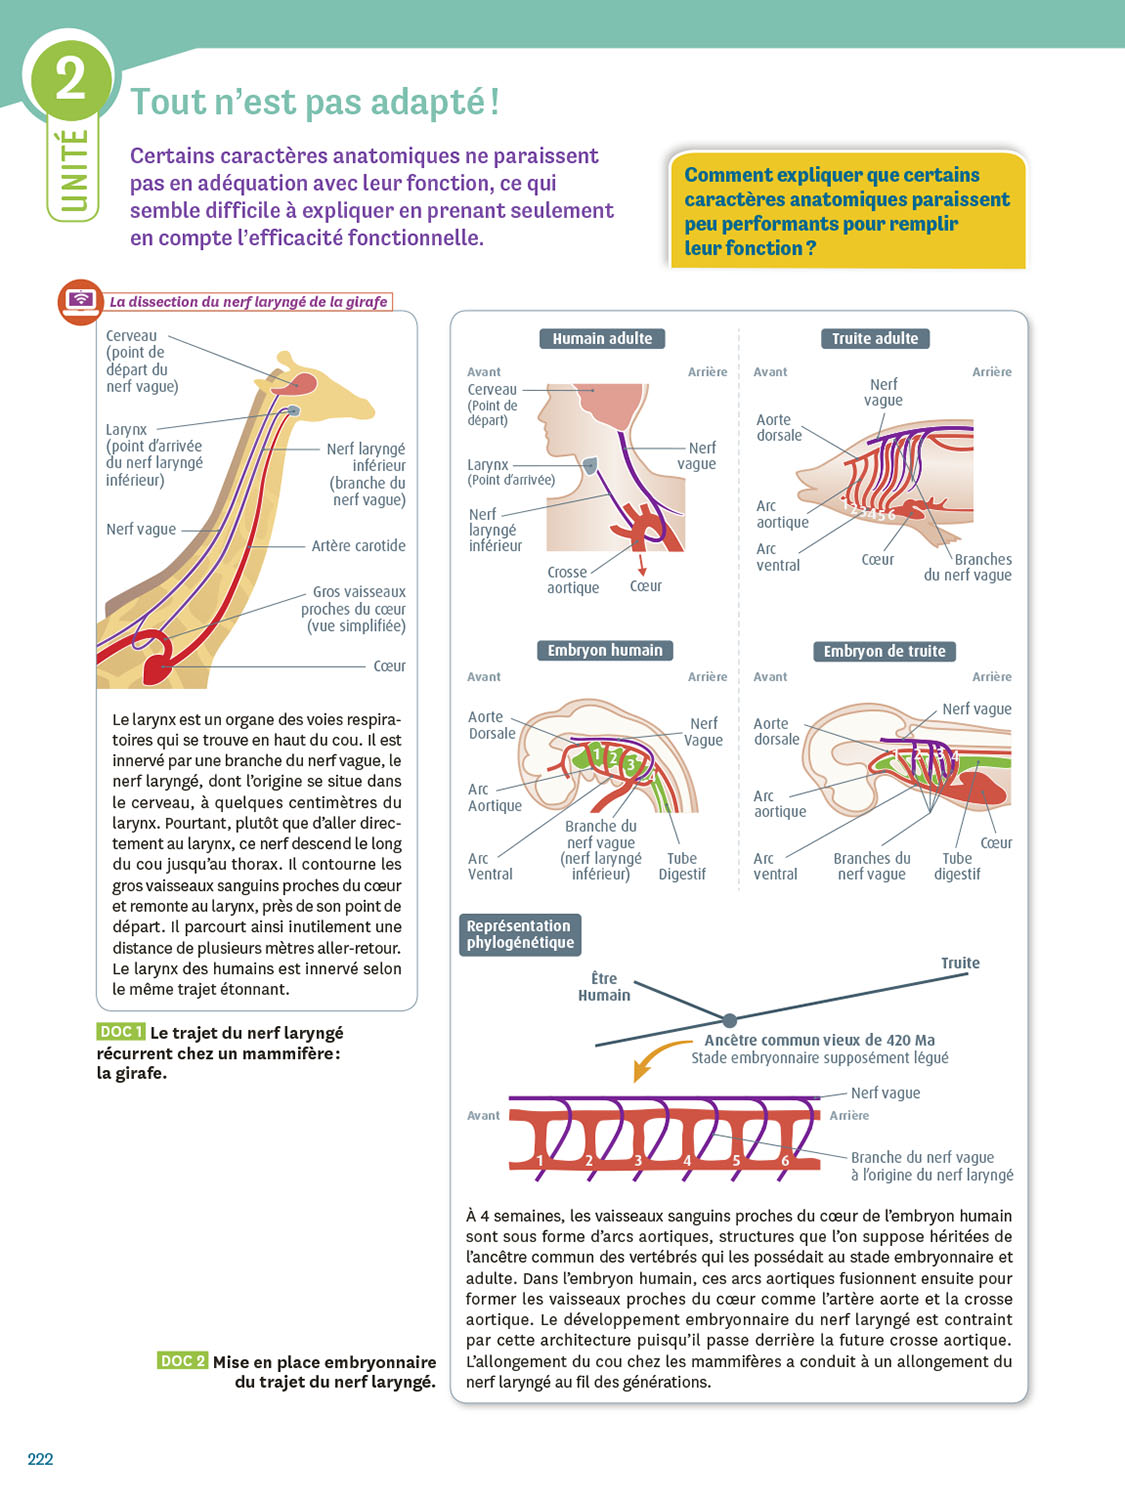 2
UNITÉ
Tout n'est pas adapté !
Certains caractères anatomiques ne paraissent
pas en adéquation avec leur fonction, ce qui
semble difficile à expliquer en prenant seulement
en compte l'efficacité fonctionnelle.
Comment expliquer que certains
caractères anatomiques paraissent
peu performants pour remplir
leur fonction ?
La dissection du nerf laryngé de la girafe
Cerveau
(point de
départ du
nerf vague)
Larynx
(point d'arrivée
du nerf laryngé
inférieur)
Nerf vague
Nerf laryngé
inférieur
(branche du
nerf vague)
Artère carotide
Gros vaisseaux
proches du cœur
(vue simplifiée)
Cœur
Le larynx est un organe des voies respira-
toires qui se trouve en haut du cou. Il est
innervé par une branche du nerf vague, le
nerf laryngé, dont l'origine se situe dans
le cerveau, à quelques centimètres du
larynx. Pourtant, plutôt que d'aller direc-
tement au larynx, ce nerf descend le long
du cou jusqu'au thorax. Il contourne les
gros vaisseaux sanguins proches du cœur
et remonte au larynx, près de son point de
départ. Il parcourt ainsi inutilement une
distance de plusieurs mètres aller-retour.
Le larynx des humains est innervé selon
le même trajet étonnant.
DOC 1 Le trajet du nerf laryngé
récurrent chez un mammifère :
la girafe.
Humain adulte
Avant
Arrière
Cerveau
(Point de
départ)
Larynx
(Point d'arrivée)
Nerf
laryngé
inférieur
Nerf
vague
Crosse
aortique
Cœur
Truite adulte
Avant
Arrière
Nerf
vague
Aorte
dorsale
Arc
aortique
Arc
ventral
1 2 3 4 5 6
Cœur
Branches
du nerf vague
Embryon humain
Avant
Arrière
Aorte
Dorsale
Nerf
Vague
1 2 3 4
Arc
Aortique
Arc
Ventral
Branche du
nerf vague
(nerf laryngé
inférieur)
Tube
Digestif
Embryon de truite
Avant
Arrière
Nerf vague
Aorte
dorsale
1 2 3 4
Arc
aortique
Arc
ventral
Branches du
nerf vague
Tube
digestif
Cœur
Représentation
phylogénétique
Être
Humain
Truite
Ancêtre commun vieux de 420 Ma
Stade embryonnaire supposément légué
Nerf vague
Avant
Arrière
1 2 3 4 5 6
Branche du nerf vague
à l'origine du nerf laryngé
À 4 semaines, les vaisseaux sanguins proches du cœur de l'embryon humain
sont sous forme d'arcs aortiques, structures que l'on suppose héritées de
l'ancêtre commun des vertébrés qui les possédait au stade embryonnaire et
adulte. Dans l'embryon humain, ces arcs aortiques fusionnent ensuite pour
former les vaisseaux proches du cœur comme l'artère aorte et la crosse
aortique. Le développement embryonnaire du nerf laryngé est contraint
par cette architecture puisqu'il passe derrière la future crosse aortique.
L'allongement du cou chez les mammifères a conduit à un allongement du
nerf laryngé au fil des générations.
DOC 2 Mise en place embryonnaire
du trajet du nerf laryngé.
222